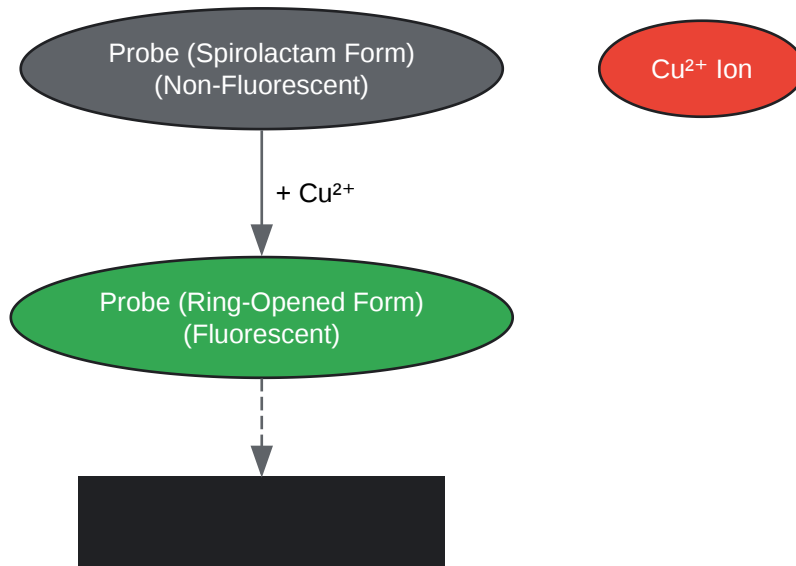 Probe (Spirolactam Form)
(Non-Fluorescent)
Cu²⁺ Ion
+ Cu²⁺
Probe (Ring-Opened Form)
(Fluorescent)